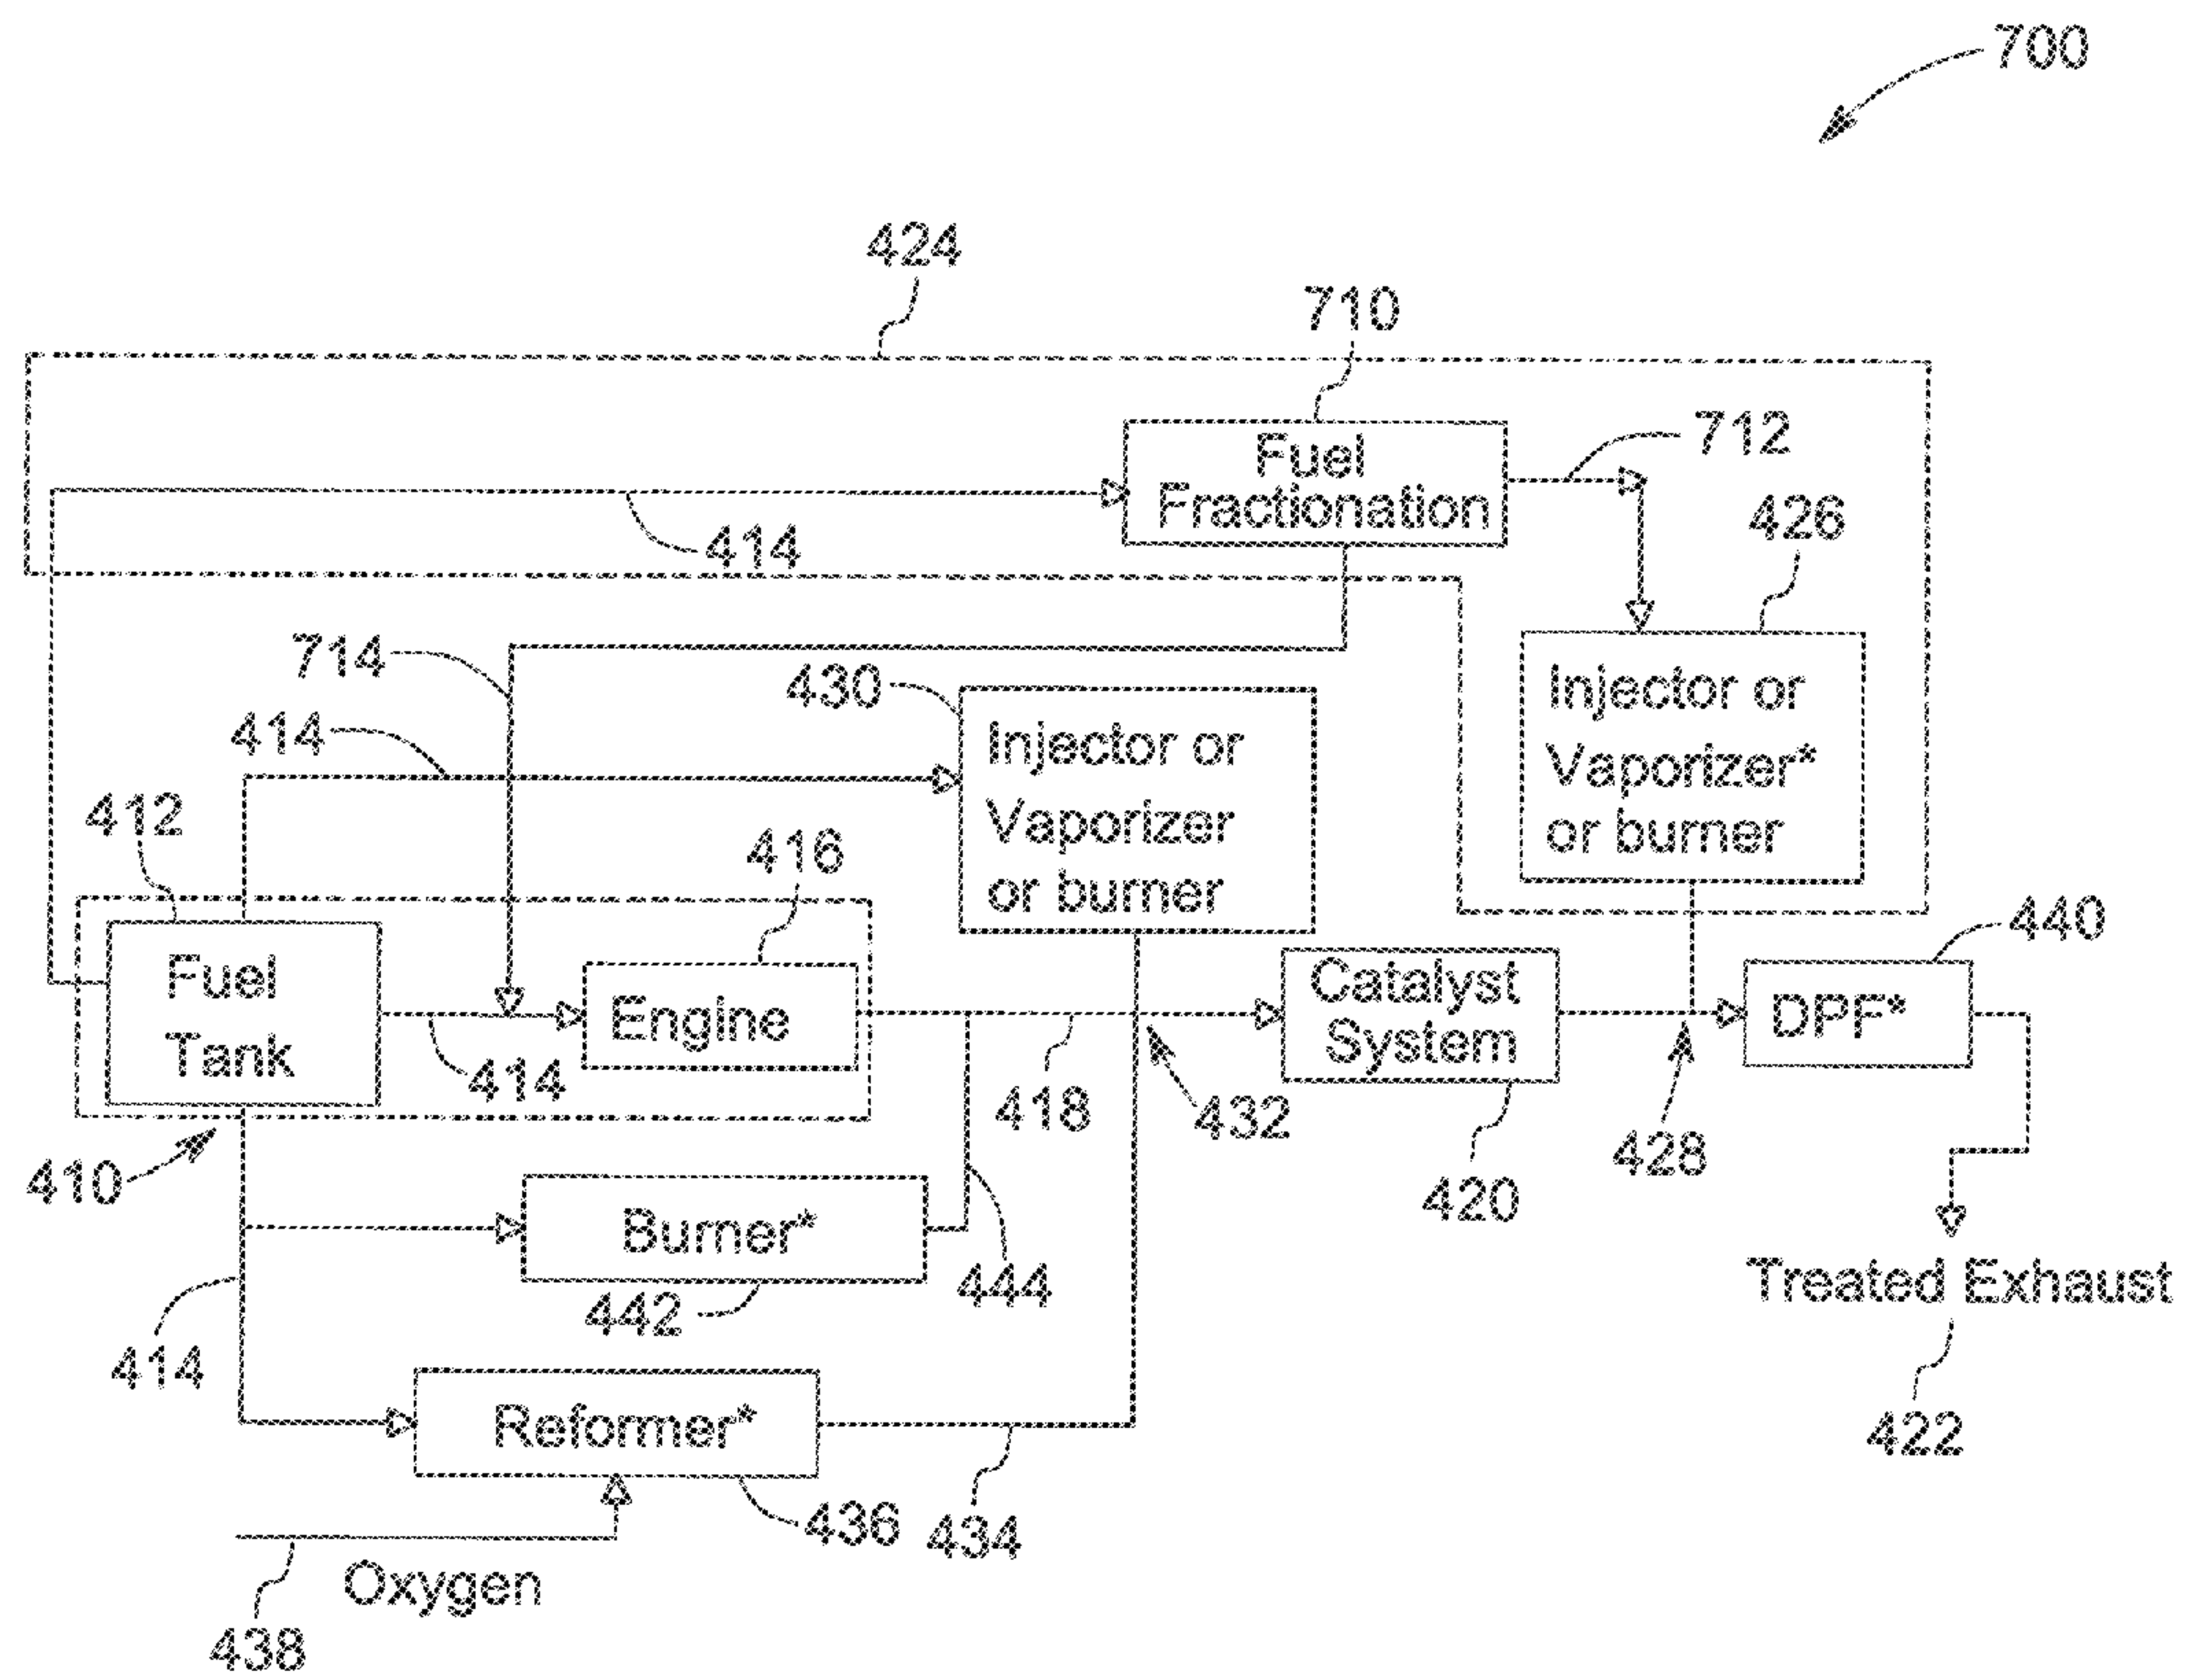 700
424
710
Fuel
Fractionation
712
426
414
714
430
Injector or
Vaporizer
or burner
Injector or
Vaporizer*
or burner
414
412
416
440
Fuel
Tank
Engine
Catalyst
System
DPF*
414
418
432
428
410
420
Burner*
444
442
Treated Exhaust
414
Reformer*
422
436
434
Oxygen
438